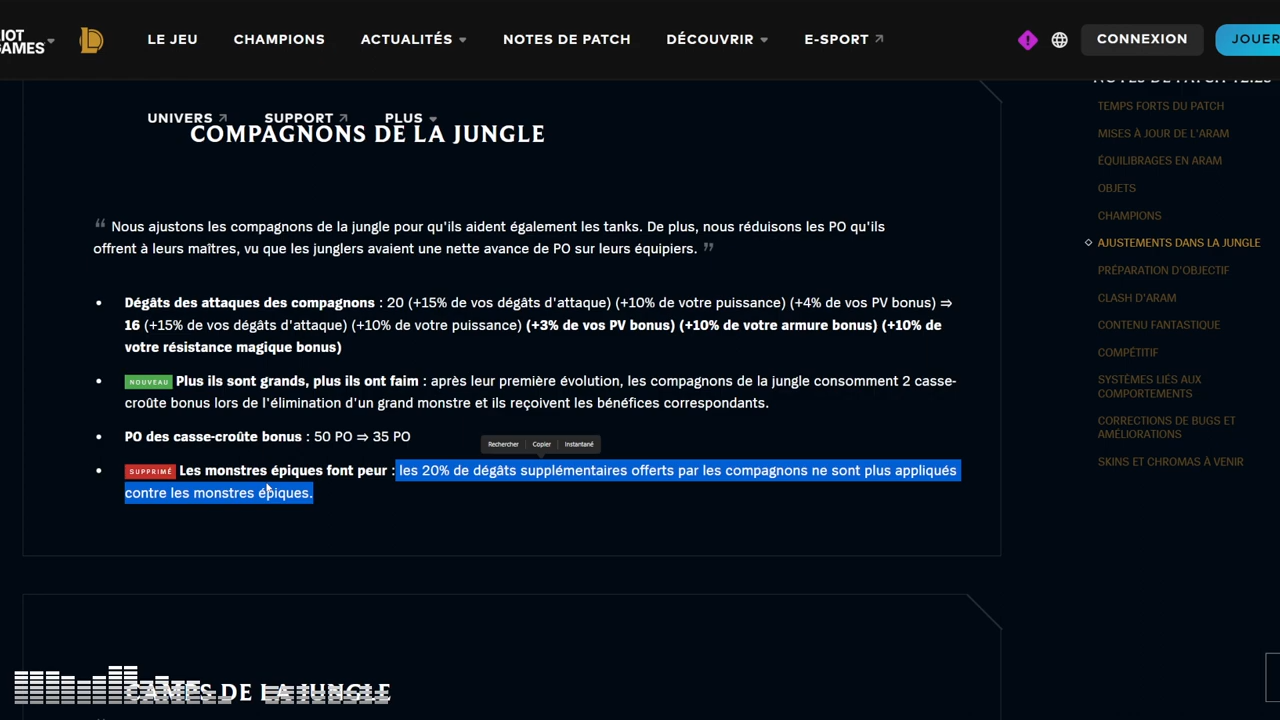 RIOT
GAMES
LE JEU
CHAMPIONS
ACTUALITÉS
NOTES DE PATCH
DÉCOUVRIR
E-SPORT
CONNEXION
JOUER
UNIVERS
SUPPORT
PLUS
COMPAGNONS DE LA JUNGLE
“ Nous ajustons les compagnons de la jungle pour qu'ils aident également les tanks. De plus, nous réduisons les PO qu'ils
offrent à leurs maîtres, vu que les junglers avaient une nette avance de PO sur leurs équipiers. ”
• Dégâts des attaques des compagnons : 20 (+15% de vos dégâts d'attaque) (+10% de votre puissance) (+4% de vos PV bonus) ⇒
16 (+15% de vos dégâts d'attaque) (+10% de votre puissance) (+3% de vos PV bonus) (+10% de votre armure bonus) (+10% de
votre résistance magique bonus)
• NOUVEAU Plus ils sont grands, plus ils ont faim : après leur première évolution, les compagnons de la jungle consomment 2 casse-
croûte bonus lors de l'élimination d'un grand monstre et ils reçoivent les bénéfices correspondants.
• PO des casse-croûte bonus : 50 PO ⇒ 35 PO
Rechercher
Copier
Instantané
• SUPPRIMÉ Les monstres épiques font peur : les 20% de dégâts supplémentaires offerts par les compagnons ne sont plus appliqués
contre les monstres épiques.
CAMPS DE LA JUNGLE
NOTES DE PATCH 12.23
TEMPS FORTS DU PATCH
MISES À JOUR DE L'ARAM
ÉQUILIBRAGES EN ARAM
OBJETS
CHAMPIONS
AJUSTEMENTS DANS LA JUNGLE
PRÉPARATION D'OBJECTIF
CLASH D'ARAM
CONTENU FANTASTIQUE
COMPÉTITIF
SYSTÈMES LIÉS AUX
COMPORTEMENTS
CORRECTIONS DE BUGS ET
AMÉLIORATIONS
SKINS ET CHROMAS À VENIR